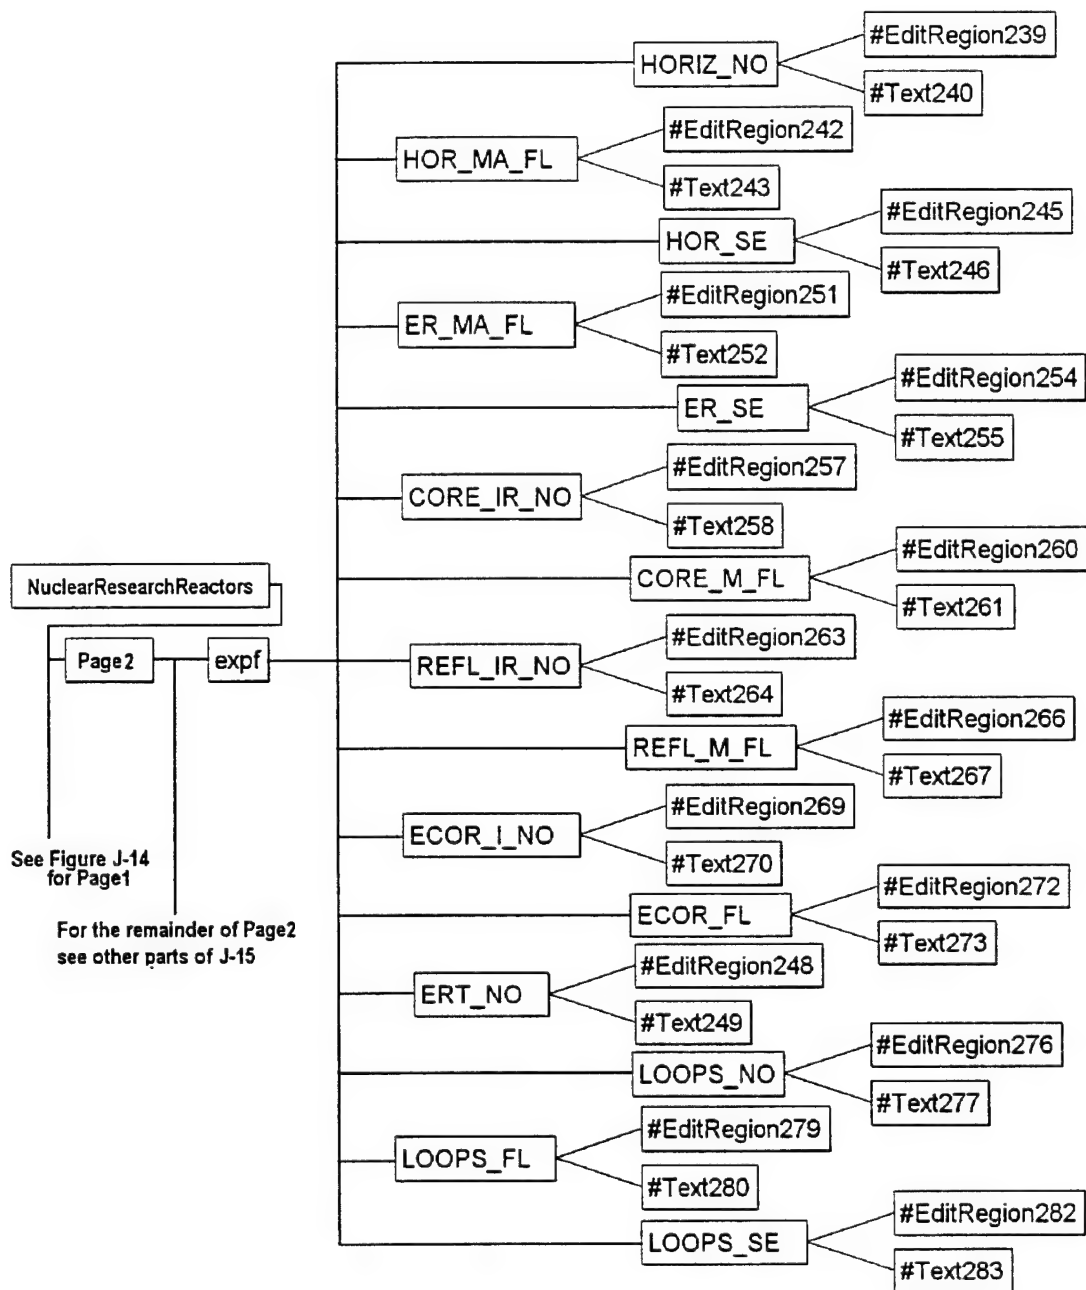 HORIZ_NO
#EditRegion239
#Text240
HOR_MA_FL
#EditRegion242
#Text243
HOR_SE
#EditRegion245
#Text246
ER_MA_FL
#EditRegion251
#Text252
ER_SE
#EditRegion254
#Text255
CORE_IR_NO
#EditRegion257
#Text258
CORE_M_FL
#EditRegion260
#Text261
NuclearResearchReactors
Page2
expf
REFL_IR_NO
#EditRegion263
#Text264
REFL_M_FL
#EditRegion266
#Text267
ECOR_I_NO
#EditRegion269
#Text270
See Figure J-14
for Page1
ECOR_FL
#EditRegion272
#Text273
For the remainder of Page2
see other parts of J-15
ERT_NO
#EditRegion248
#Text249
LOOPS_NO
#EditRegion276
#Text277
LOOPS_FL
#EditRegion279
#Text280
LOOPS_SE
#EditRegion282
#Text283